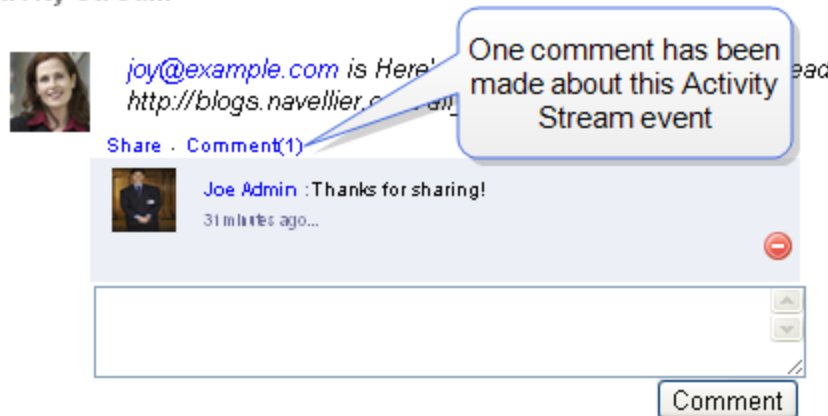 joy@example.com is Here'
http://blogs.navellier.c
One comment has been
made about this Activity
Stream event
Share . Comment(1)
Joe Admin :Thanks for sharing!
31 minutes ago...
Comment